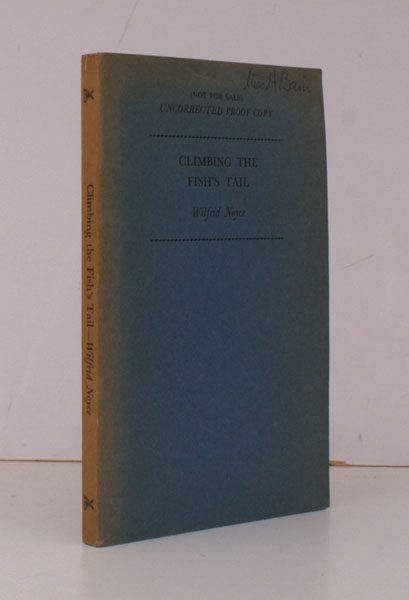 (NOT FOR SALE)
UNCORRECTED PROOF COPY
CLIMBING THE
FISH'S TAIL
Wilfrid Noyce
Climbing the Fish's Tail—Wilfrid Noyce